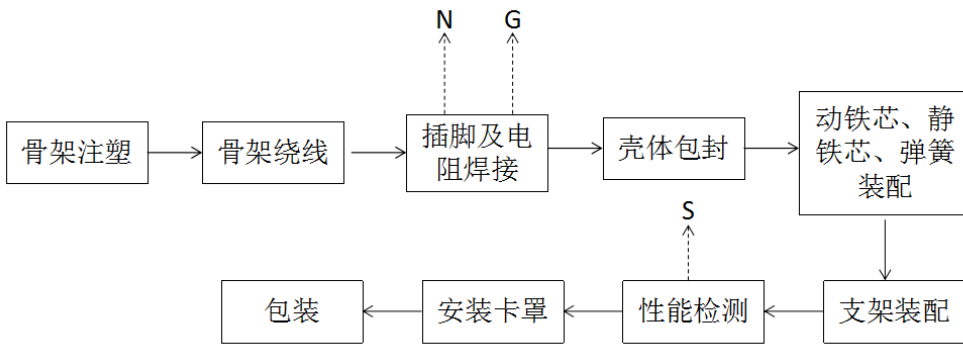 N G
骨架注塑
骨架绕线
插脚及电
阻焊接
壳体包封
动铁芯、静
铁芯、弹簧
装配
S
包装
安装卡罩
性能检测
支架装配